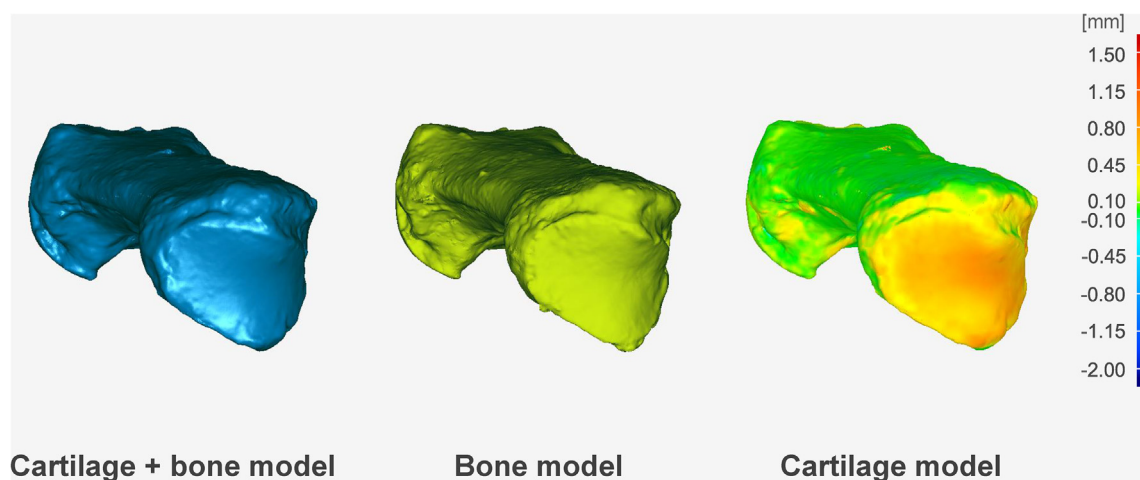 [mm]
1.50
1.15
0.80
0.45
0.10
-0.10
-0.45
-0.80
-1.15
-2.00
Cartilage + bone model
Bone model
Cartilage model